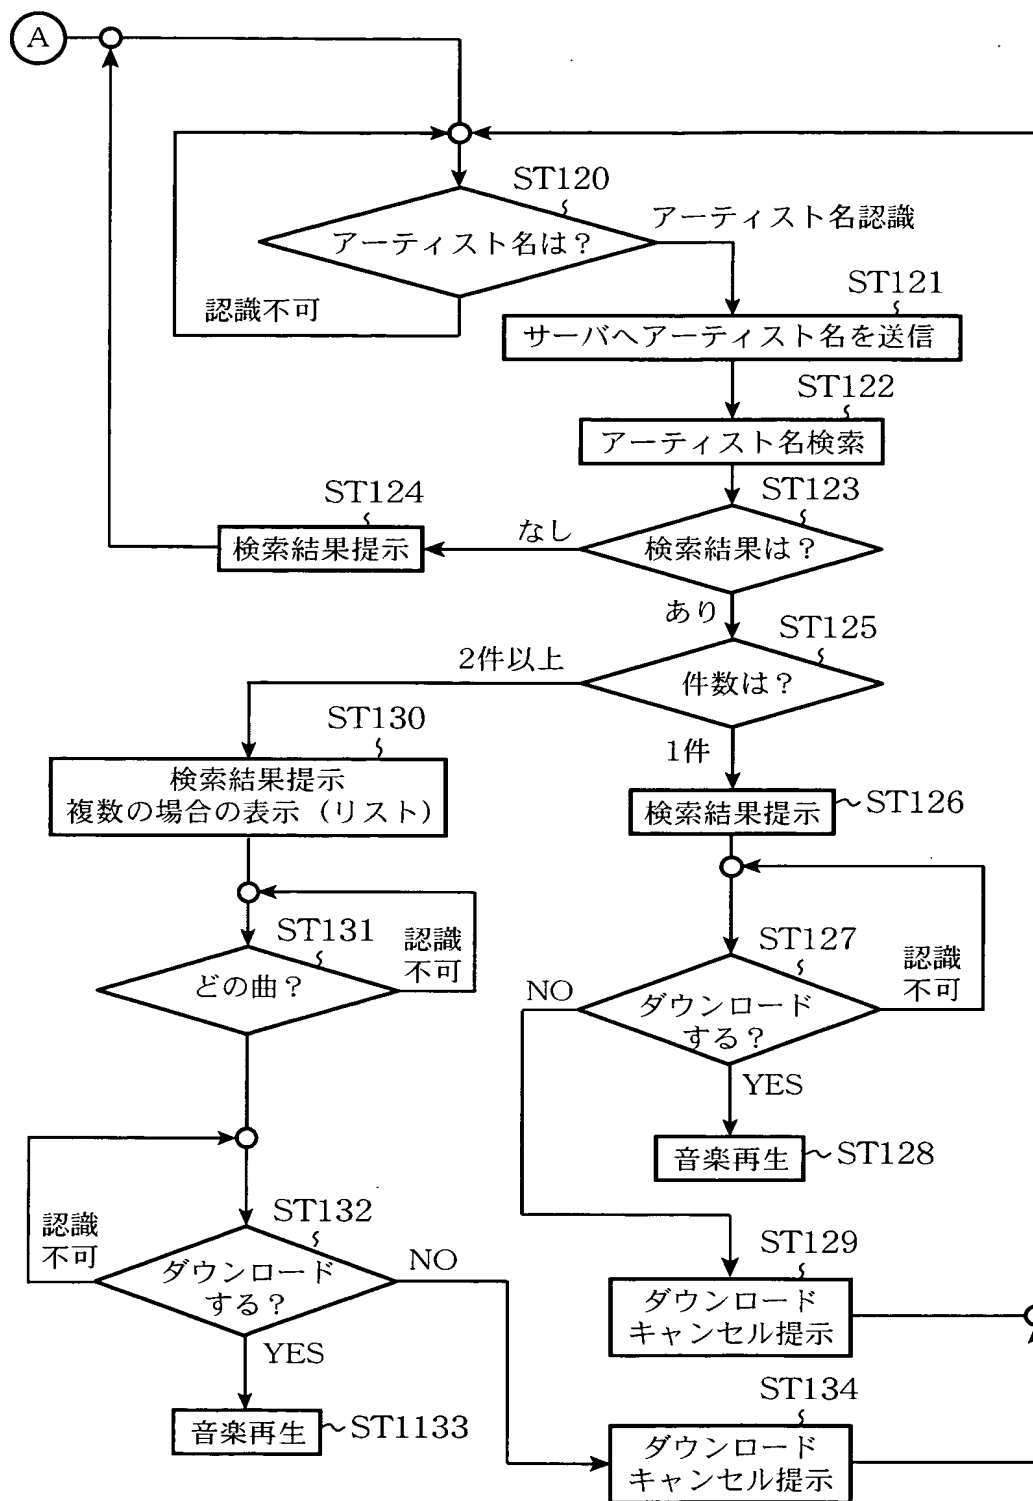 A
ST120
アーティスト名は？
アーティスト名認識
認識不可
ST121
サーバへアーティスト名を送信
ST122
アーティスト名検索
ST123
検索結果は？
なし
ST124
検索結果提示
あり
ST125
件数は？
2件以上
1件
ST130
検索結果提示
複数の場合の表示（リスト）
検索結果提示
ST126
ST131
どの曲？
認識
不可
ST127
ダウンロード
する？
認識
不可
NO
YES
音楽再生
ST128
ST132
ダウンロード
する？
認識
不可
NO
YES
ST129
ダウンロード
キャンセル提示
音楽再生
ST1133
ST134
ダウンロード
キャンセル提示